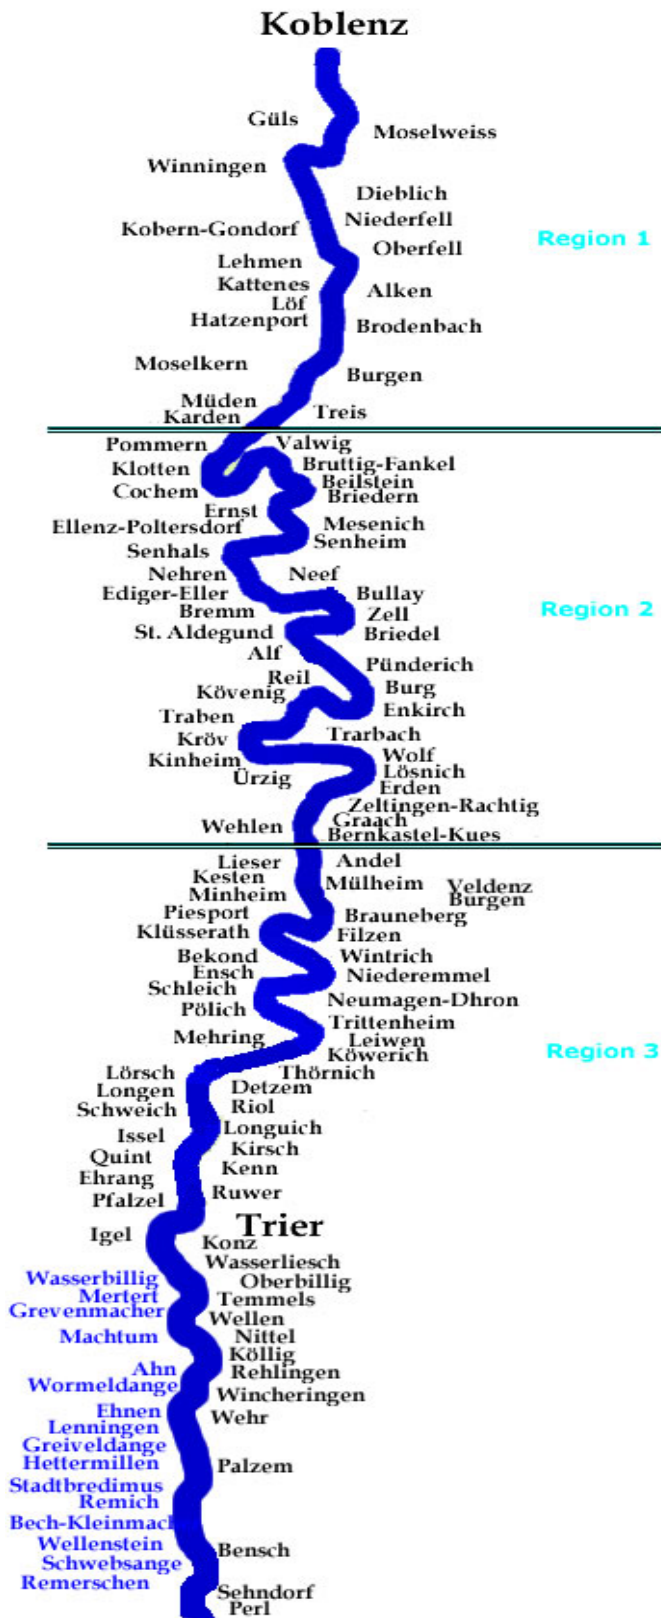 Koblenz
Güls
Moselweiss
Winningen
Dieblich
Niederfell
Kobern-Gondorf
Region 1
Oberfell
Lehmen
Kattenes
Alken
Löf
Hatzenport
Brodenbach
Moselkern
Burgen
Müden
Treis
Karden
Pommern
Valwig
Klotten
Bruttig-Fankel
Beilstein
Cochem
Briedern
Ernst
Mesenich
Ellenz-Poltersdorf
Senheim
Senhals
Nehren
Neef
Ediger-Eller
Bullay
Bremm
Region 2
Zell
St. Aldegund
Briedel
Alf
Pünderich
Reil
Kövenig
Burg
Enkirch
Traben
Trarbach
Kröv
Wolf
Kinheim
Lösnich
Ürzig
Erden
Zeltingen-Rachtig
Graach
Wehlen
Bernkastel-Kues
Lieser
Andel
Kesten
Mülheim
Veldenz
Minheim
Burgen
Piesport
Brauneberg
Klüsserath
Filzen
Bekond
Wintrich
Ensch
Niederemmel
Schleich
Neumagen-Dhron
Pölich
Trittenheim
Mehring
Leiwen
Köwerich
Region 3
Lörsch
Thörnich
Longen
Detzem
Schweich
Riol
Longuich
Issel
Kirsch
Quint
Kenn
Ehrang
Pfalzel
Ruwer
Trier
Igel
Konz
Wasserliesch
Wasserbillig
Oberbillig
Mertert
Temmels
Grevenmacher
Wellen
Machtum
Nittel
Köllig
Ahn
Rehlingen
Wormeldange
Wincheringen
Ehnen
Wehr
Lenningen
Greiveldange
Hettermillen
Palzem
Stadtbredimus
Remich
Bech-Kleinmach
Wellenstein
Bensch
Schwebsange
Remerschen
Sehndorf
Perl